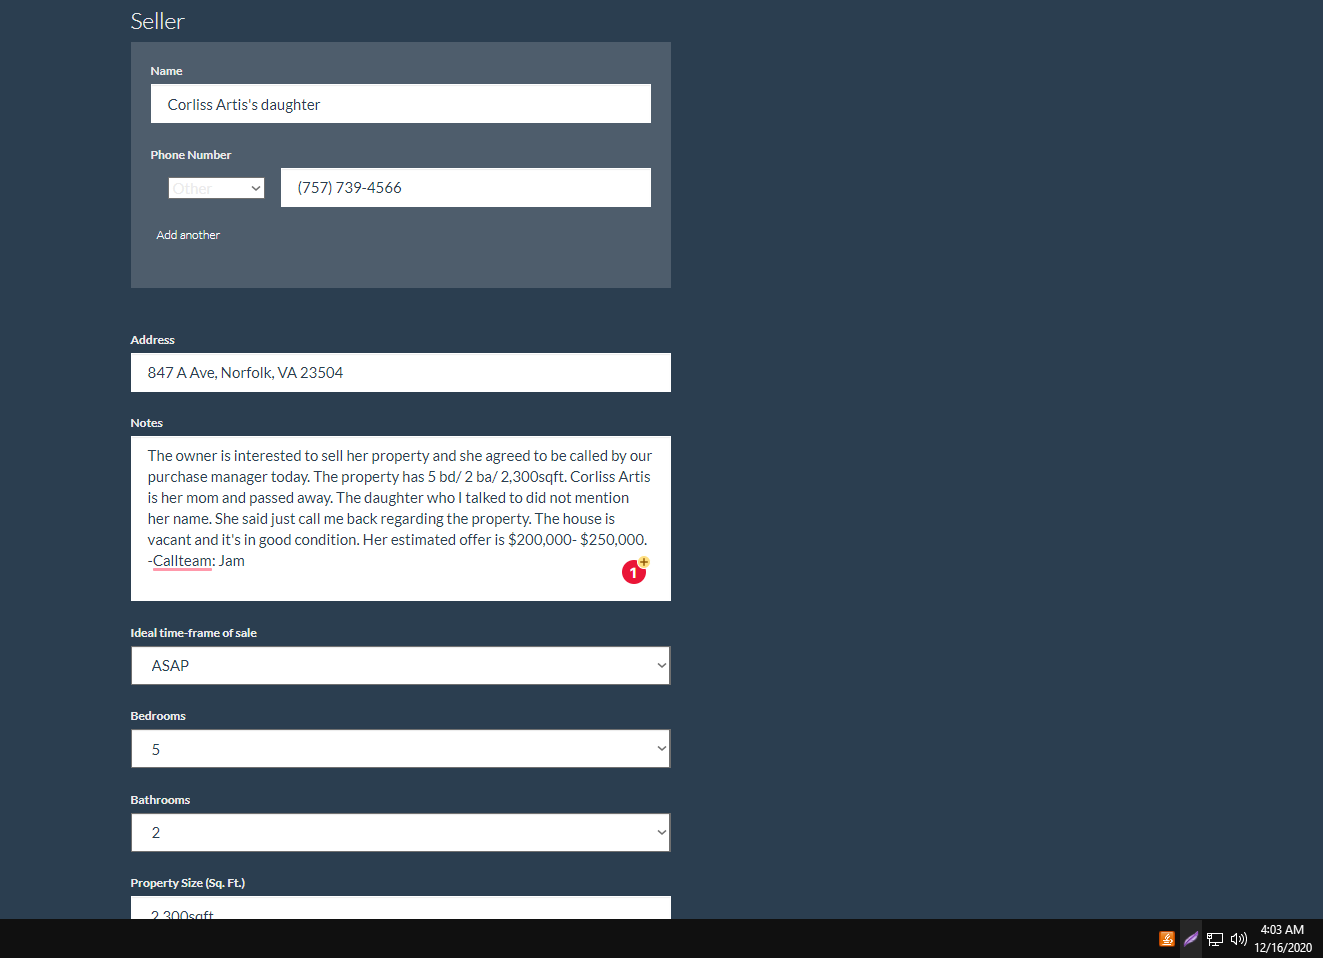 Seller
Name
Corliss Artis's daughter
Phone Number
Other
(757) 739-4566
Add another
Address
847 A Ave, Norfolk, VA 23504
Notes
The owner is interested to sell her property and she agreed to be called by our
purchase manager today. The property has 5 bd/ 2 ba/ 2,300sqft. Corliss Artis
is her mom and passed away. The daughter who I talked to did not mention
her name. She said just call me back regarding the property. The house is
vacant and it's in good condition. Her estimated offer is $200,000- $250,000.
-Callteam: Jam
1
Ideal time-frame of sale
ASAP
Bedrooms
5
Bathrooms
2
Property Size (Sq. Ft.)
2,300sqft
4:03 AM
12/16/2020